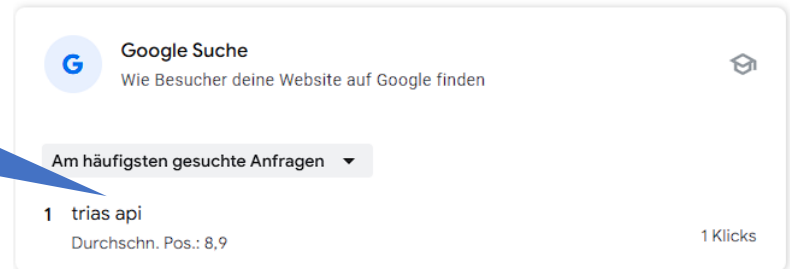 Google Suche
Wie Besucher deine Website auf Google finden
Am häufigsten gesuchte Anfragen
1 trias api
Durchschn. Pos.: 8,9
1 Klicks